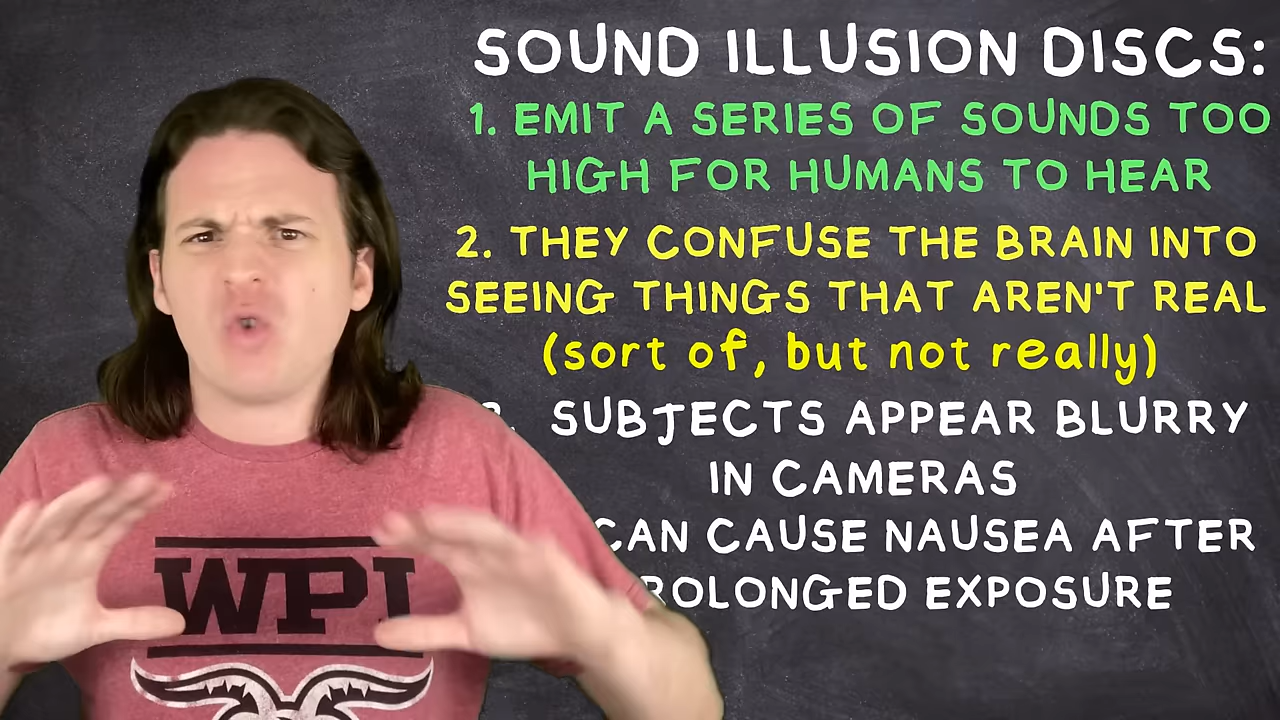 SOUND ILLUSION DISCS:
1. EMIT A SERIES OF SOUNDS TOO
HIGH FOR HUMANS TO HEAR
2. THEY CONFUSE THE BRAIN INTO
SEEING THINGS THAT AREN'T REAL
(sort of, but not really)
SUBJECTS APPEAR BLURRY
IN CAMERAS
CAN CAUSE NAUSEA AFTER
ROLONGED EXPOSURE
WPI